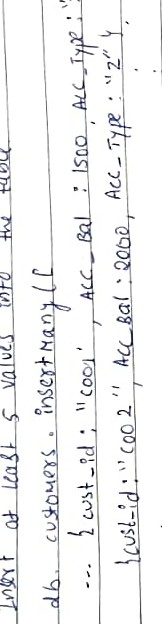 Insert at least 5 values into the table
db. customers. insertMany ([
... { cust_id : "C001", Acc_Bal : 1500, Acc_Type : "
{cust_id : "C002", Acc_Bal : 2000, Acc_Type : "2" },